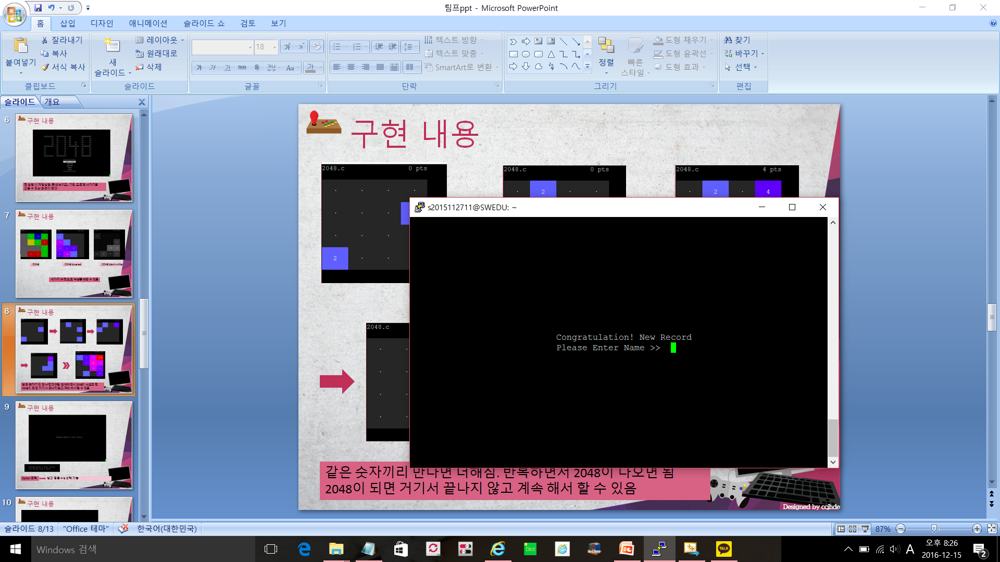 팀프ppt - Microsoft PowerPoint
홈 삽입 디자인 애니메이션 슬라이드 쇼 검토 보기
붙여넣기
잘라내기
복사
서식 복사
클립보드
새
슬라이드
레이아웃
원래대로
삭제
슬라이드
18
글꼴
텍스트 방향
텍스트 맞춤
SmartArt로 변환
단락
정렬
빠른
스타일
도형 채우기
도형 윤곽선
도형 효과
그리기
찾기
바꾸기
선택
편집
슬라이드 개요
6
구현 내용
2048
7
구현 내용
./2048 ./2048 bluered ./2048 blackwhite
8
구현 내용
9
구현 내용
10
구현 내용
구현 내용
2048.c 0 pts
2
2048.c 0 pts
2
2048.c 4 pts
2 4
2048.c
s2015112711@SWEDU: ~
Congratulation! New Record
Please Enter Name >>
같은 숫자끼리 만나면 더해짐. 반복하면서 2048이 나오면 됨
2048이 되면 거기서 끝나지 않고 계속 해서 할 수 있음
Designed by ccjhde
슬라이드 8/13 "Office 테마" 한국어(대한민국)
87%
Windows 검색
Dict
Class
TALK
A
오후 8:26
2016-12-15
2